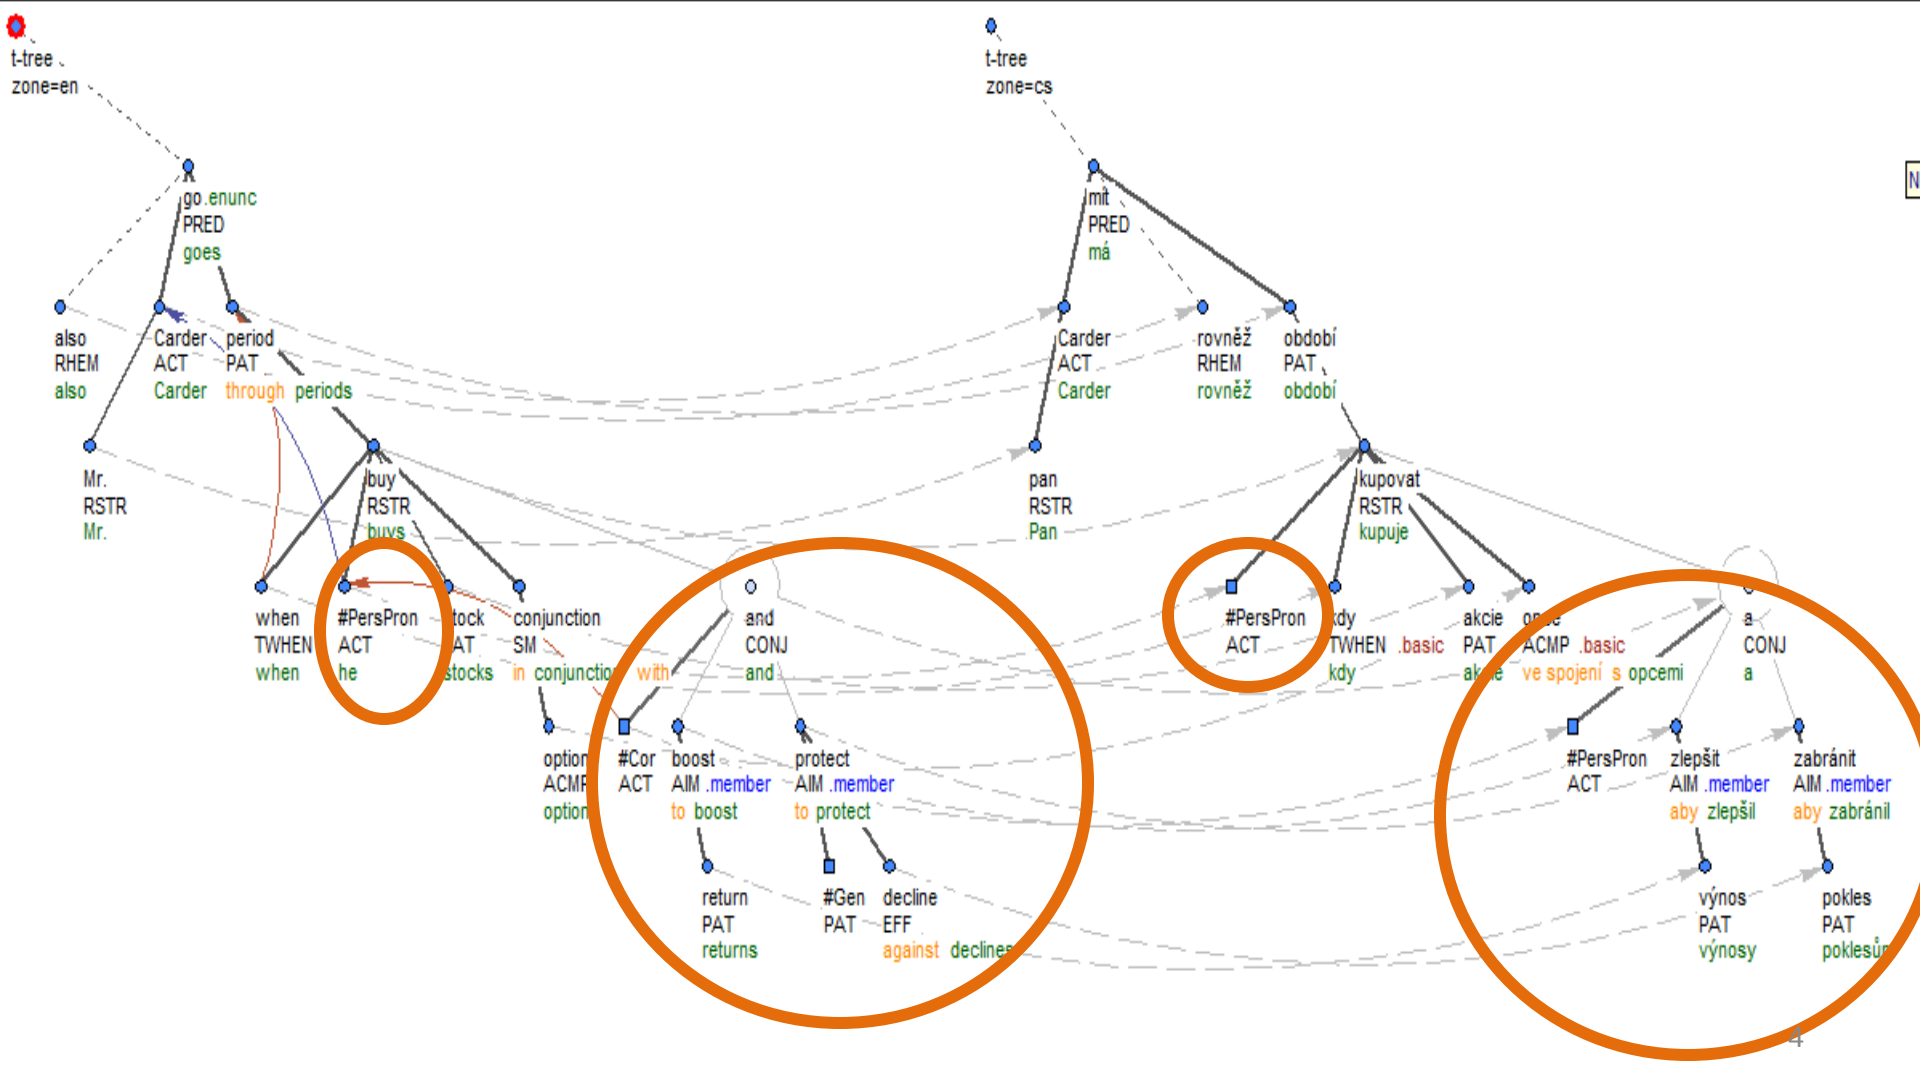 t-tree
zone=en
t-tree
zone=cs
go.enunc
PRED
goes
mít
PRED
má
N
also
RHEM
also
Carder
ACT
Carder
period
PAT
through periods
Carder
ACT
Carder
rovněž
RHEM
rovněž
období
PAT
období
Mr.
RSTR
Mr.
buy
RSTR
buys
pan
RSTR
Pan
kupovat
RSTR
kupuje
when
TWHEN
when
#PersPron
ACT
he
stocks
conjunction
SM
in conjunction with
and
CONJ
and
#PersPron
ACT
kdy
TWHEN .basic
kdy
akcie
PAT
akcie
ACMP .basic
ve spojení s opcemi
a
CONJ
a
option
ACMP
option
#Cor
ACT
boost
AIM .member
to boost
protect
AIM .member
to protect
#PersPron
ACT
zlepšit
AIM .member
aby zlepšil
zabránit
AIM .member
aby zabránil
return
PAT
returns
#Gen
PAT
decline
EFF
against declines
výnos
PAT
výnosy
pokles
PAT
poklesům
4